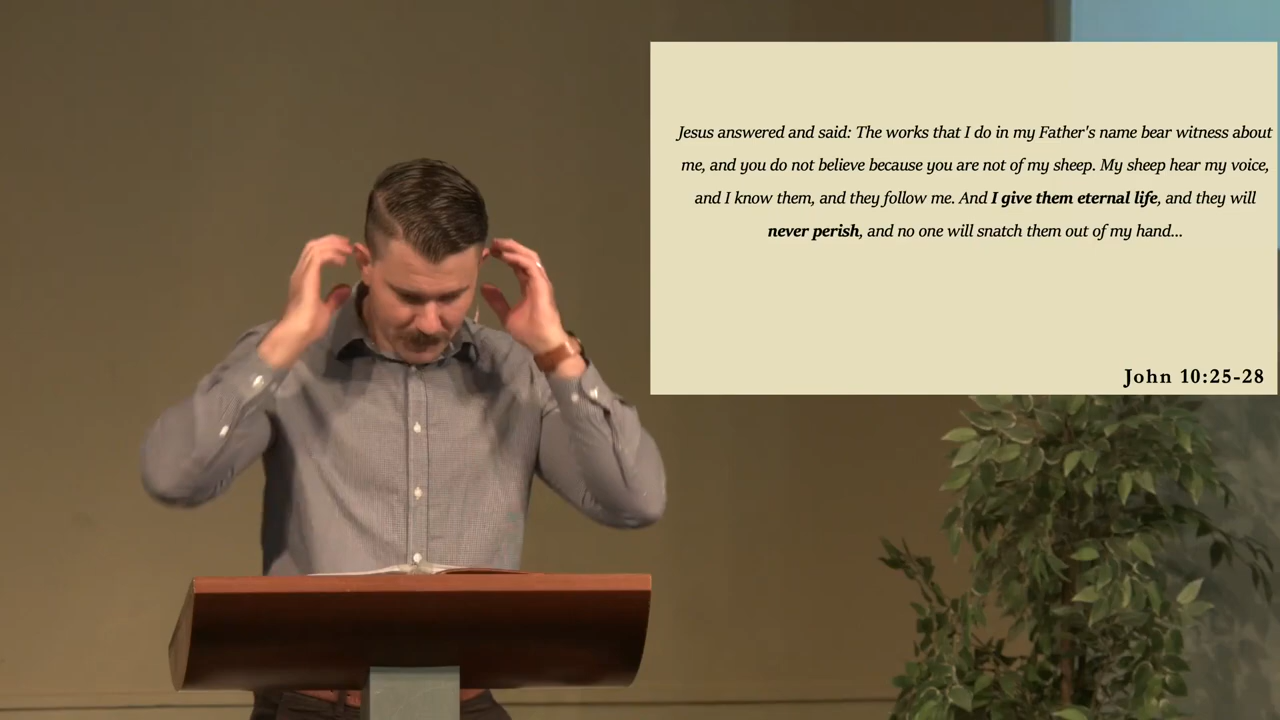 Jesus answered and said: The works that I do in my Father's name bear witness about
me, and you do not believe because you are not of my sheep. My sheep hear my voice,
and I know them, and they follow me. And I give them eternal life, and they will
never perish, and no one will snatch them out of my hand...
John 10:25-28